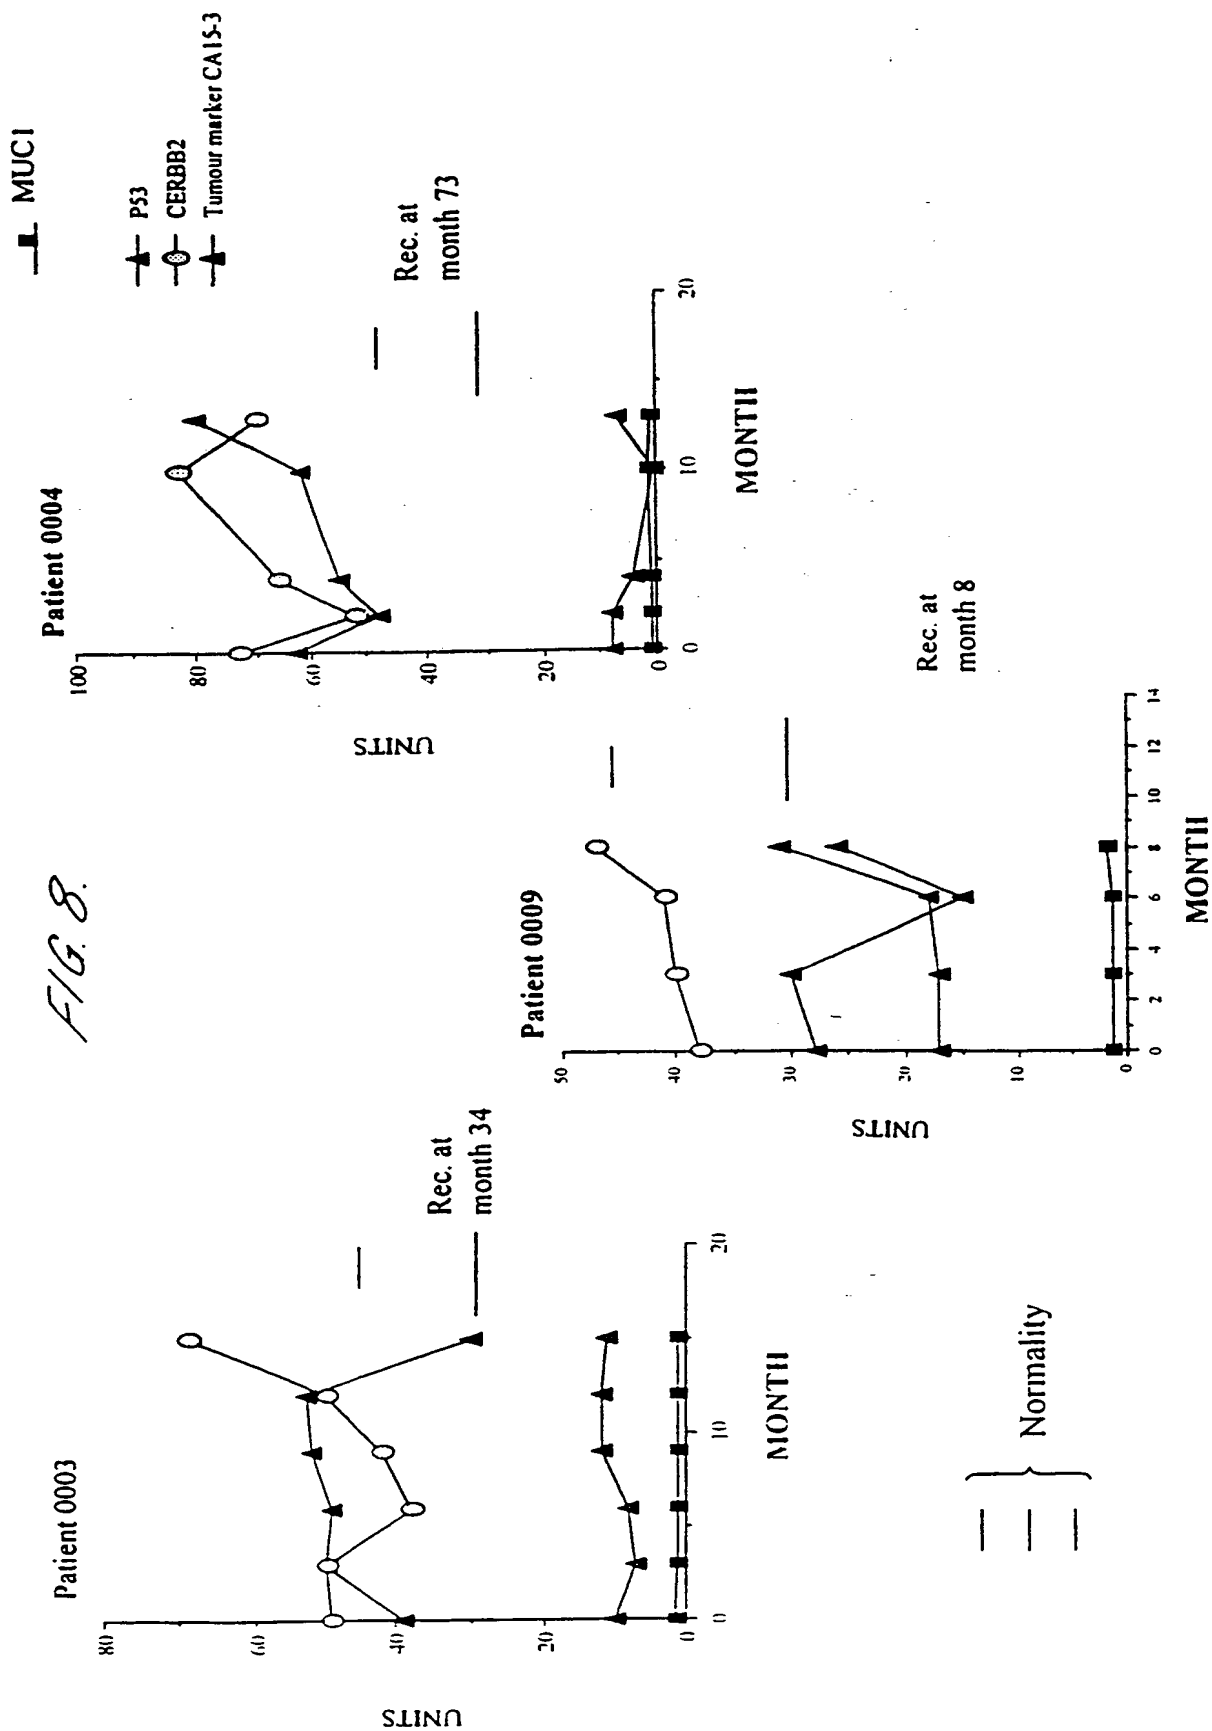 FIG. 8.
MUC1
P53
CERBB2
Tumour marker CA15-3
Patient 0003
UNITS
80
60
40
20
0
0
10
20
MONTH
Rec. at
month 34
Patient 0009
UNITS
50
40
30
20
10
0
0
2
4
6
8
10
12
14
MONTH
Rec. at
month 8
Patient 0004
UNITS
100
80
60
40
20
0
0
10
20
MONTH
Rec. at
month 73
Normality